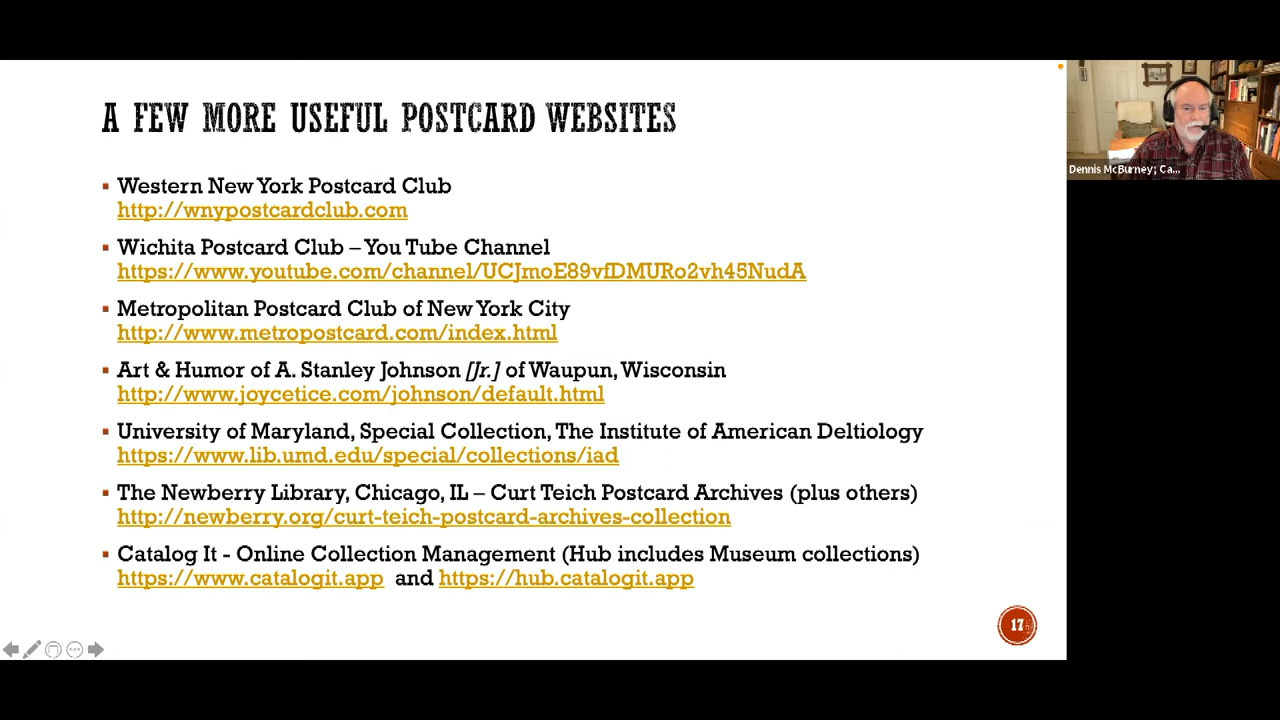 A FEW MORE USEFUL POSTCARD WEBSITES
Western New York Postcard Club
http://wnypostcardclub.com
Wichita Postcard Club – You Tube Channel
https://www.youtube.com/channel/UCJmoE89vfDMURo2vh45NudA
Metropolitan Postcard Club of New York City
http://www.metropostcard.com/index.html
Art & Humor of A. Stanley Johnson [Jr.] of Waupun, Wisconsin
http://www.joycetice.com/johnson/default.html
University of Maryland, Special Collection, The Institute of American Deltiology
https://www.lib.umd.edu/special/collections/iad
The Newberry Library, Chicago, IL – Curt Teich Postcard Archives (plus others)
http://newberry.org/curt-teich-postcard-archives-collection
Catalog It - Online Collection Management (Hub includes Museum collections)
https://www.catalogit.app and https://hub.catalogit.app
17
Dennis McBurney; Ca...